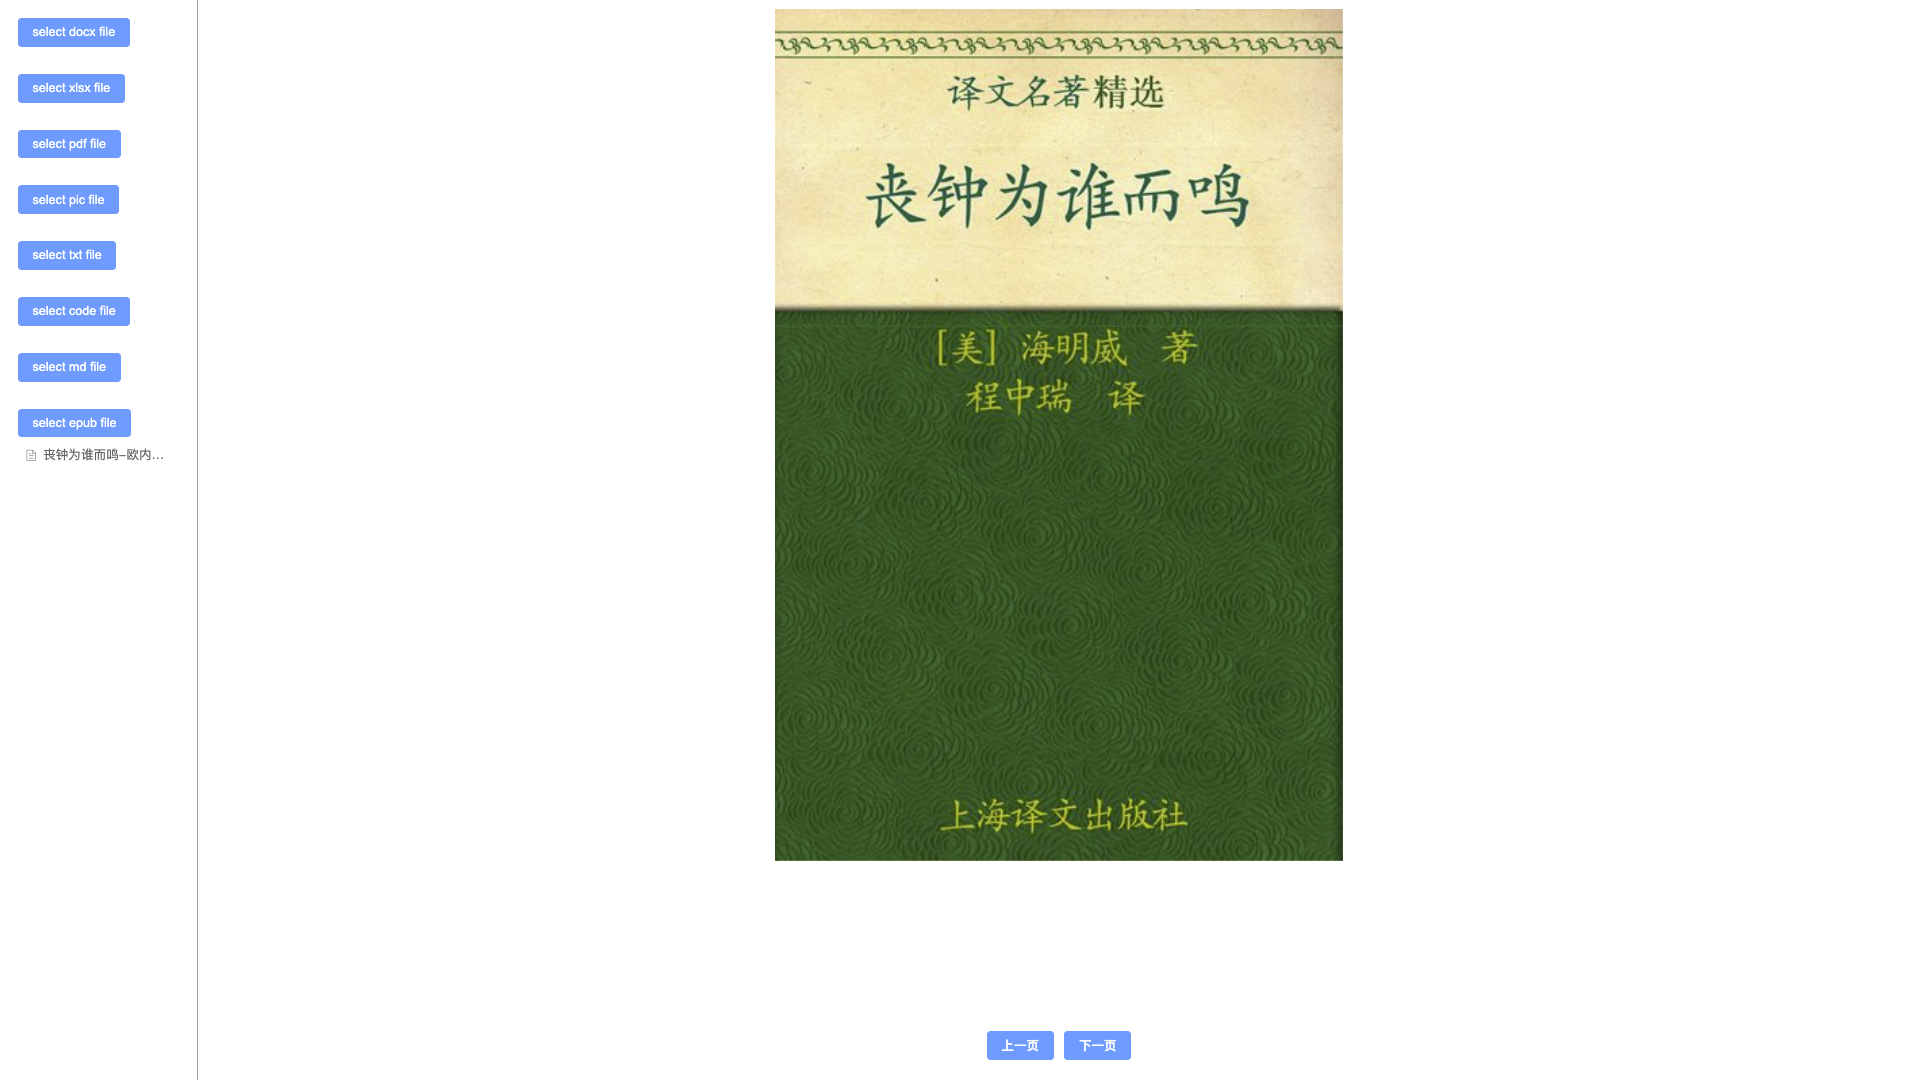 select docx file
select xlsx file
select pdf file
select pic file
select txt file
select code file
select md file
select epub file
丧钟为谁而鸣-欧内...
译文名著精选
丧钟为谁而鸣
[美] 海明威 著
程中瑞 译
上海译文出版社
上一页 下一页